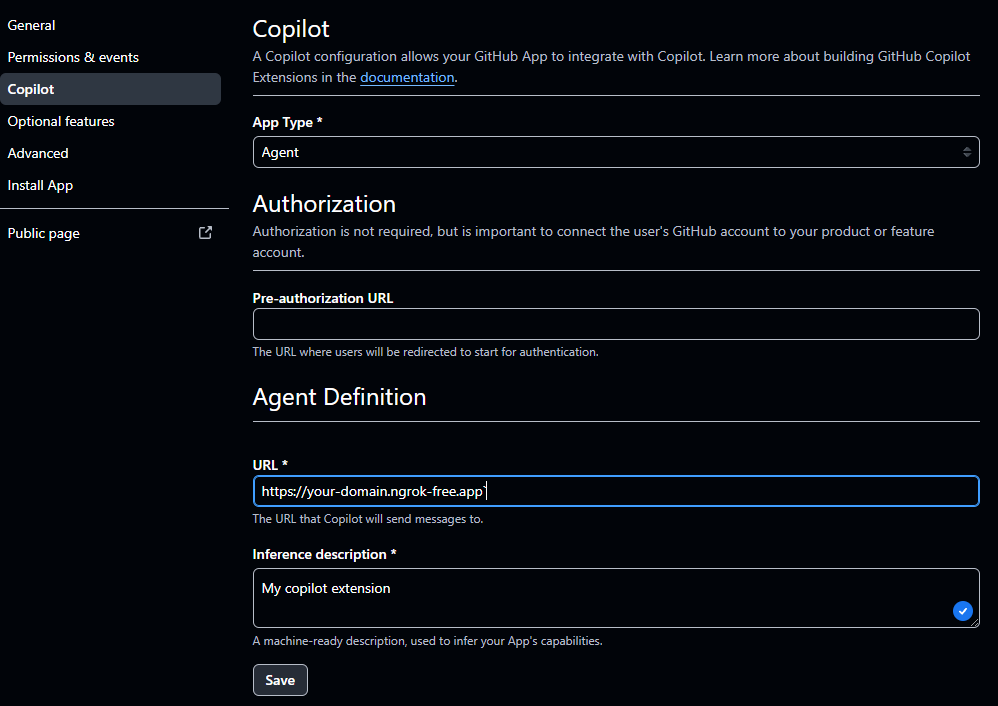 General
Permissions & events
Copilot
Optional features
Advanced
Install App
Public page
Copilot
A Copilot configuration allows your GitHub App to integrate with Copilot. Learn more about building GitHub Copilot
Extensions in the documentation.
App Type *
Agent
Authorization
Authorization is not required, but is important to connect the user's GitHub account to your product or feature
account.
Pre-authorization URL
The URL where users will be redirected to start for authentication.
Agent Definition
URL *
https://your-domain.ngrok-free.app`
The URL that Copilot will send messages to.
Inference description *
My copilot extension
A machine-ready description, used to infer your App's capabilities.
Save